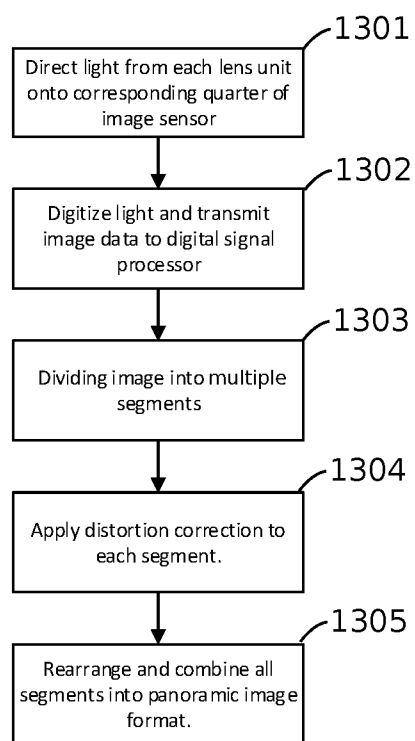 1301
Direct light from each lens unit
onto corresponding quarter of
image sensor
1302
Digitize light and transmit
image data to digital signal
processor
1303
Dividing image into multiple
segments
1304
Apply distortion correction to
each segment.
1305
Rearrange and combine all
segments into panoramic image
format.